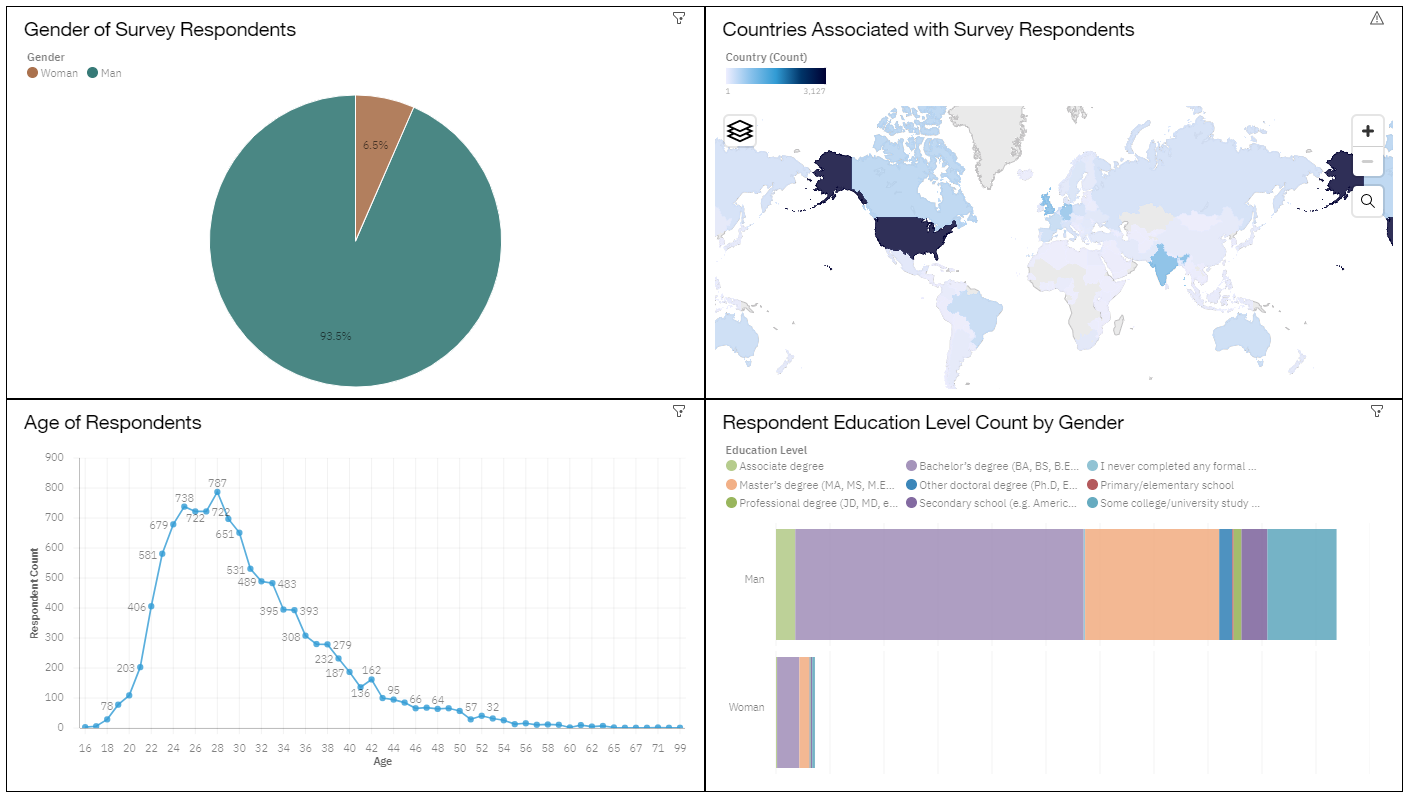 Gender of Survey Respondents
Gender
Woman Man
6.5%
93.5%
Countries Associated with Survey Respondents
Country (Count)
1 3,127
+
−
Age of Respondents
Respondent Count
900
800
700
600
500
400
300
200
100
0
78
203
406
581
679
738
722
722
787
651
531
489
483
395
393
308
279
232
187
136
162
95
66
64
57
32
16 18 20 22 24 26 28 30 32 34 36 38 40 42 44 46 48 50 52 54 56 58 60 62 65 67 71 99
Age
Respondent Education Level Count by Gender
Education Level
Associate degree Bachelor's degree (BA, BS, B.E... I never completed any formal ...
Master's degree (MA, MS, M.E... Other doctoral degree (Ph.D, E... Primary/elementary school
Professional degree (JD, MD, e... Secondary school (e.g. Americ... Some college/university study ...
Man
Woman